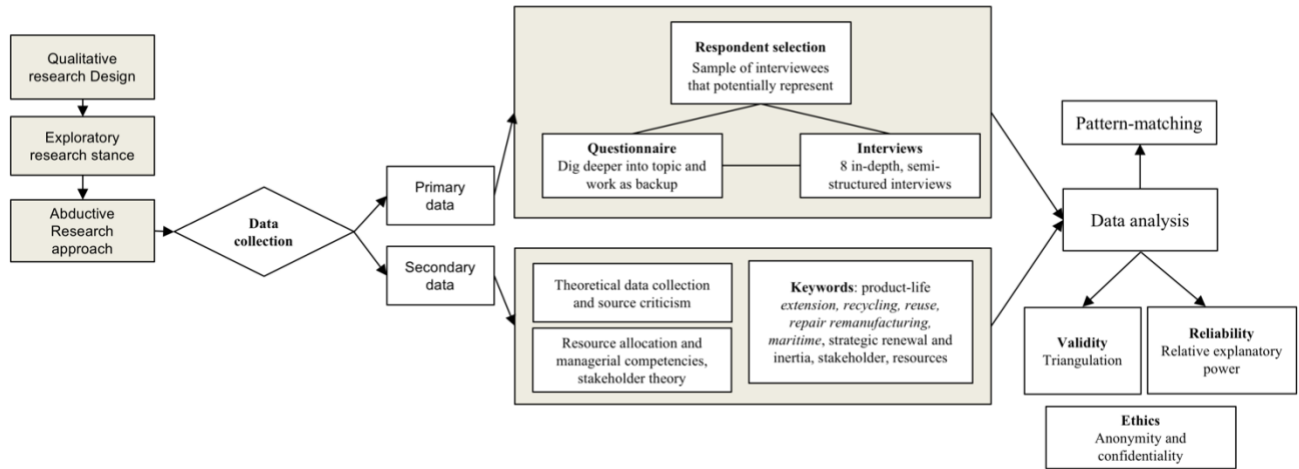 Qualitative
research Design
Exploratory
research stance
Abductive
Research
approach
Data
collection
Primary
data
Secondary
data
Respondent selection
Sample of interviewees
that potentially represent
Questionnaire
Dig deeper into topic and
work as backup
Interviews
8 in-depth, semi-
structured interviews
Theoretical data collection
and source criticism
Resource allocation and
managerial competencies,
stakeholder theory
Keywords: product-life
extension, recycling, reuse,
repair remanufacturing,
maritime, strategic renewal and
inertia, stakeholder, resources
Pattern-matching
Data analysis
Validity
Triangulation
Reliability
Relative explanatory
power
Ethics
Anonymity and
confidentiality